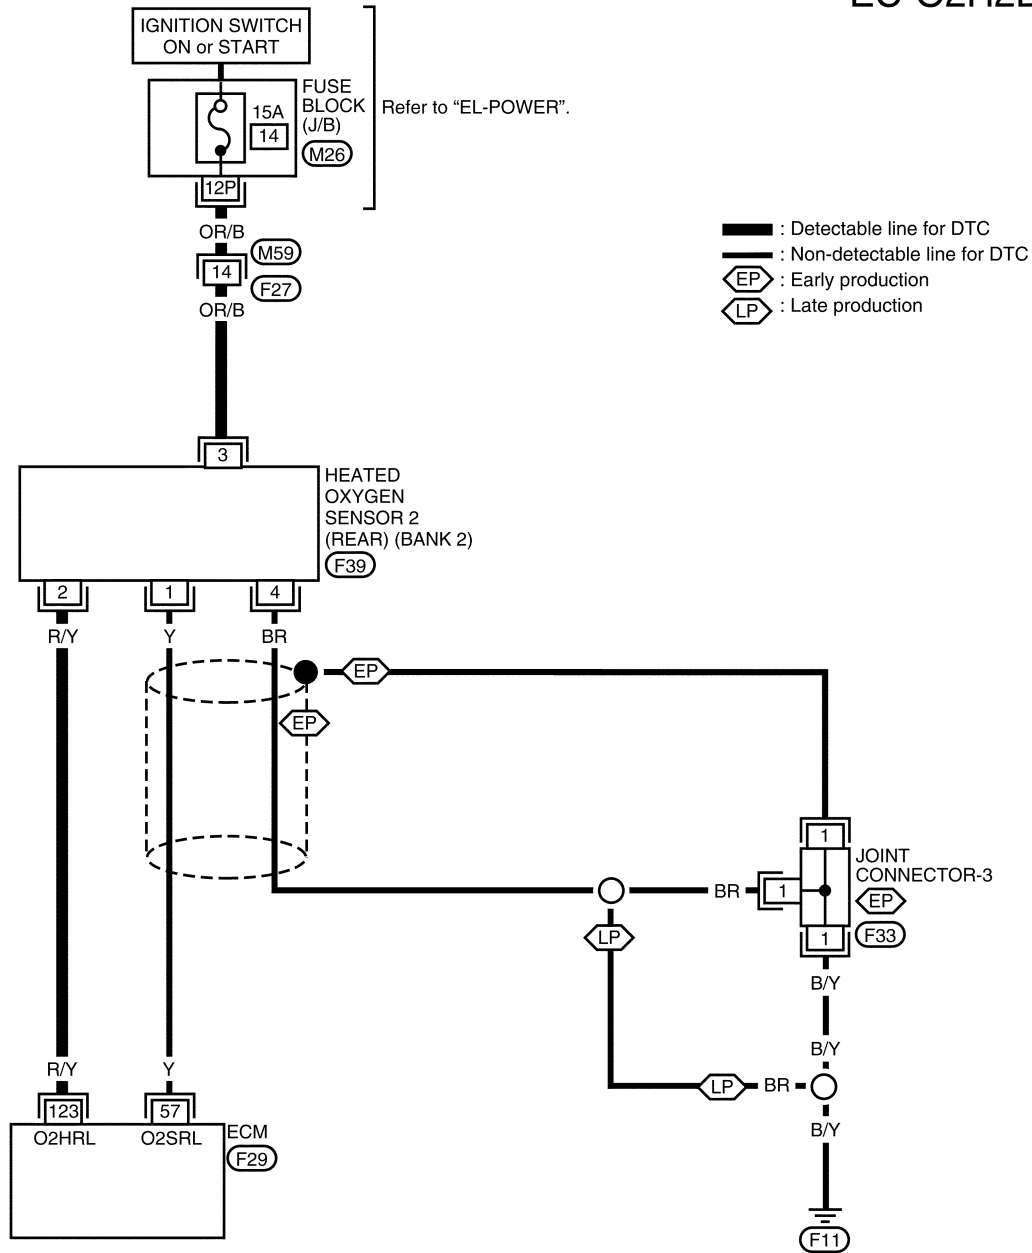 IGNITION SWITCH
ON or START
FUSE
BLOCK
(J/B)
M26
15A
14
Refer to “EL-POWER”.
12P
OR/B
M59
14
F27
OR/B
: Detectable line for DTC
: Non-detectable line for DTC
EP : Early production
LP : Late production
3
HEATED
OXYGEN
SENSOR 2
(REAR) (BANK 2)
F39
2 1 4
R/Y Y BR
EP
EP
1
JOINT
CONNECTOR-3
EP
F33
BR 1
1
LP
B/Y
B/Y
LP BR
B/Y
F11
R/Y Y
123 57
O2HRL O2SRL
ECM
F29